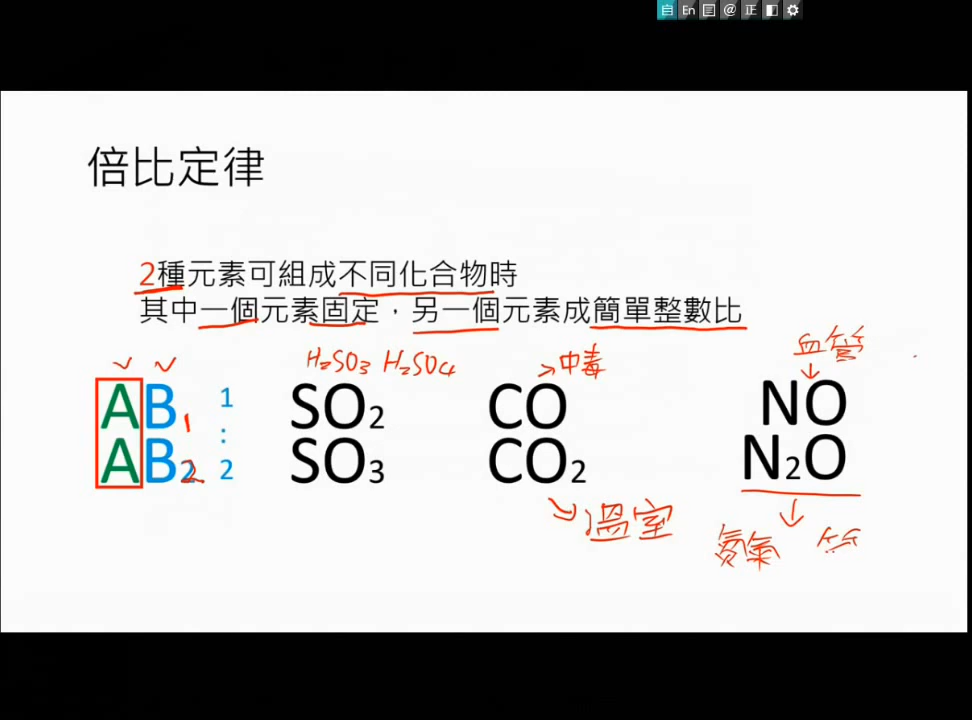 自 En @ 正
倍比定律
2種元素可組成不同化合物時
其中一個元素固定，另一個元素成簡單整數比
H₂SO₃ H₂SO₄
中毒
血管
AB₁ 1
:
AB₂ 2
SO₂
SO₃
CO
CO₂
NO
N₂O
溫室
氣